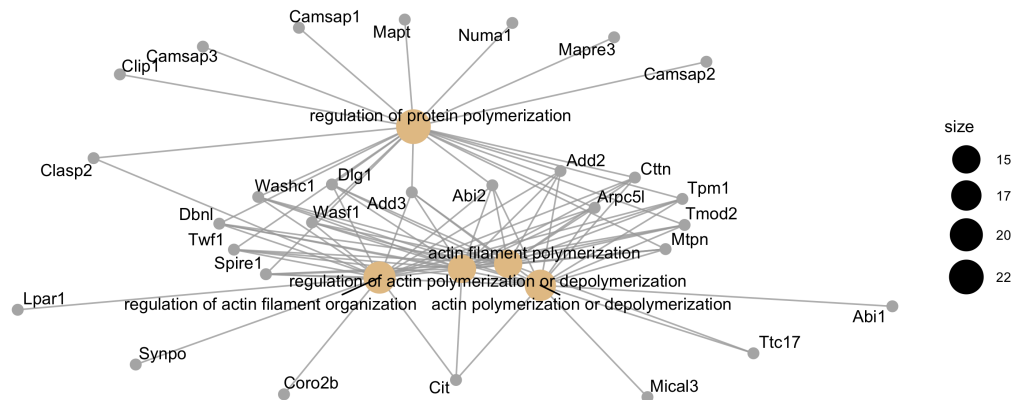 Camsap1
Mapt
Numa1
Mapre3
Camsap3
Clip1
Camsap2
regulation of protein polymerization
size
15
17
20
22
Clasp2
Add2
Cttn
Washc1
Dlg1
Add3
Abi2
Arpc5l
Tpm1
Dbnl
Wasf1
Tmod2
Twf1
Mtpn
Spire1
actin filament polymerization
regulation of actin polymerization or depolymerization
Lpar1
regulation of actin filament organization
actin polymerization or depolymerization
Abi1
Synpo
Ttc17
Coro2b
Cit
Mical3